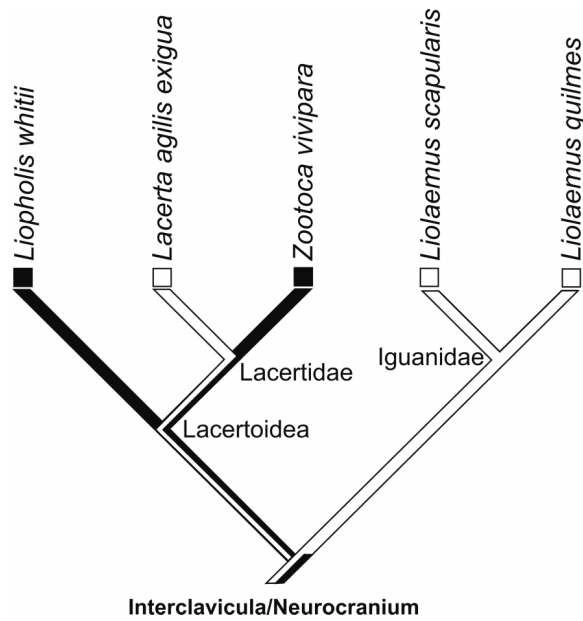 Liopholis whitii
Lacerta agilis exigua
Zootoca vivipara
Liolaemus scapularis
Liolaemus quilmes
Iguanidae
Lacertidae
Lacertoidea
Interclavicula/Neurocranium